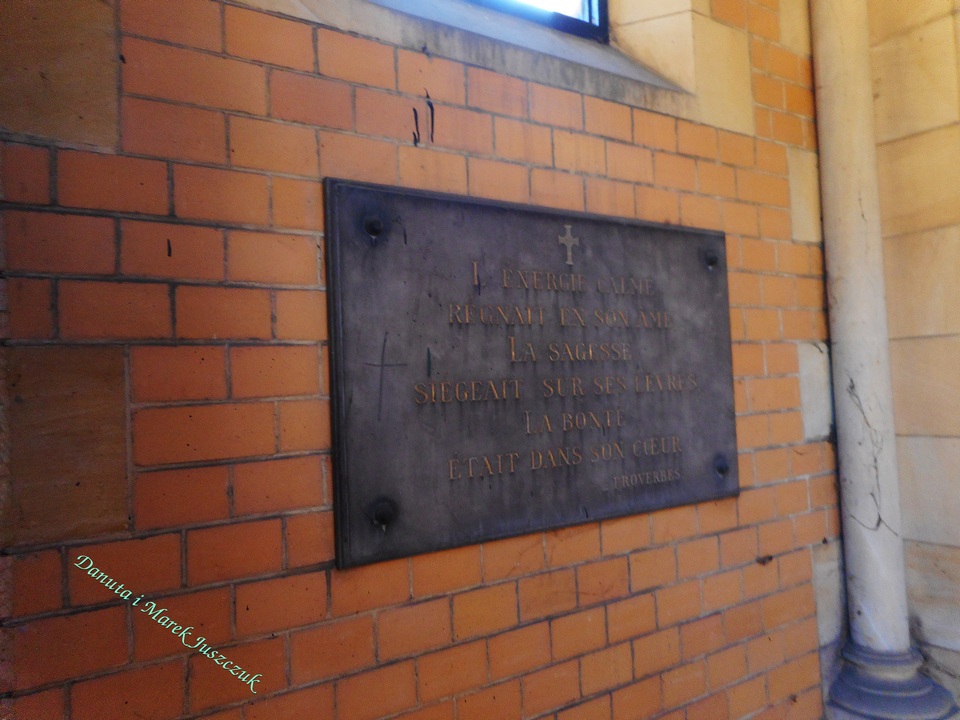 L'ENERGIE CALME
REGNAIT EN SON AME
LA SAGESSE
SIEGEAIT SUR SES LEVRES
LA BONTE
ÉTAIT DANS SON CŒUR
PROVERBES
Danuta i Marek Juszczuk